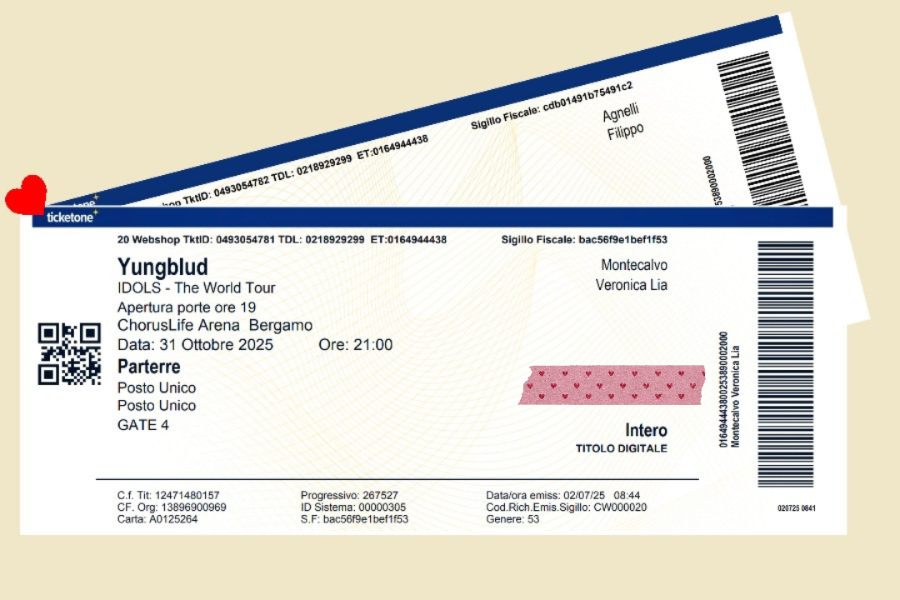 Sigillo Fiscale: cdb01491b75491c2
Agnelli
Filippo
TktID: 0493054782 TDL: 0218929299 ET:0164944438
ticketone
20 Webshop TktID: 0493054781 TDL: 0218929299 ET:0164944438
Sigillo Fiscale: bac56f9e1bef1f53
Yungblud
IDOLS - The World Tour
Apertura porte ore 19
ChorusLife Arena Bergamo
Data: 31 Ottobre 2025 Ore: 21:00
Parterre
Posto Unico
Posto Unico
GATE 4
Montecalvo
Veronica Lia
Intero
TITOLO DIGITALE
016494443800253890002000
Montecalvo Veronica Lia
C.f. Tit: 12471480157
CF. Org: 13896900969
Carta: A0125264
Progressivo: 267527
ID Sistema: 00000305
S.F: bac56f9e1bef1f53
Data/ora emiss: 02/07/25 08:44
Cod.Rich.Emis.Sigillo: CW000020
Genere: 53
020725 0841